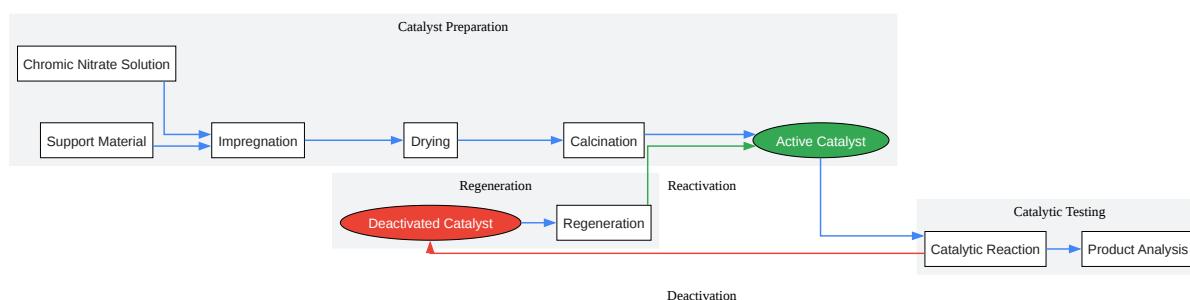 Catalyst Preparation
Chromic Nitrate Solution
Support Material
Impregnation
Drying
Calcination
Active Catalyst
Regeneration
Reactivation
Deactivated Catalyst
Regeneration
Catalytic Testing
Catalytic Reaction
Product Analysis
Deactivation